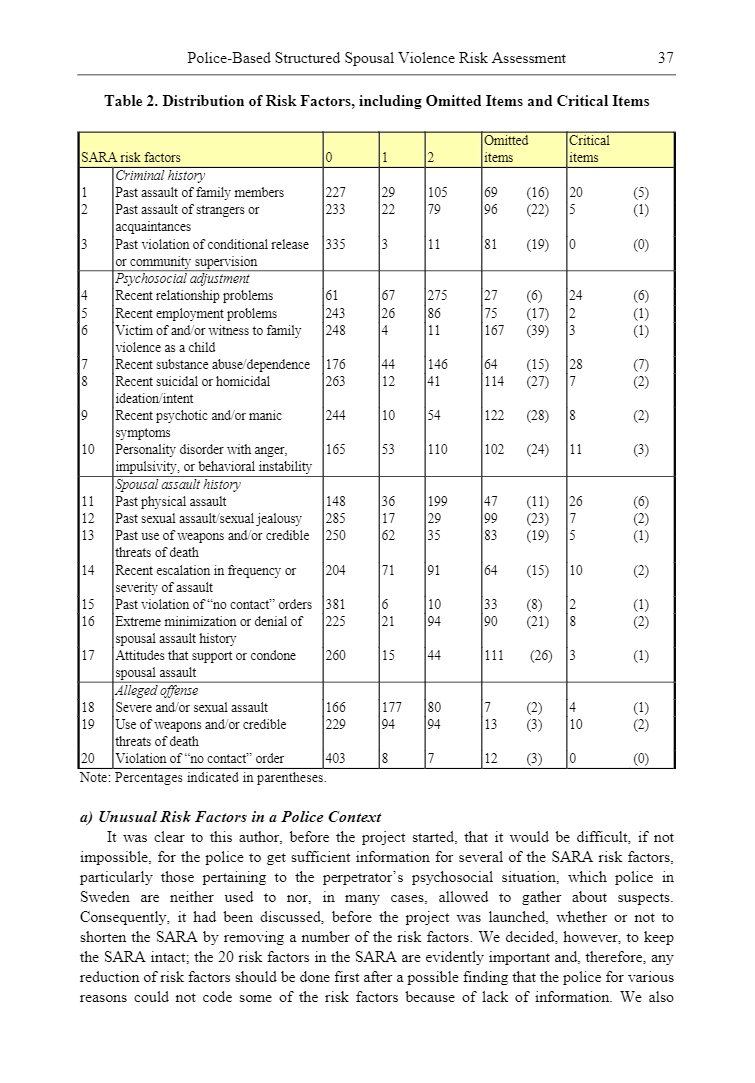 Police-Based Structured Spousal Violence Risk Assessment 37
Table 2. Distribution of Risk Factors, including Omitted Items and Critical Items
SARA risk factors 0 1 2 Omitted items Critical items
Criminal history
1 Past assault of family members 227 29 105 69 (16) 20 (5)
2 Past assault of strangers or 233 22 79 96 (22) 5 (1)
acquaintances
3 Past violation of conditional release 335 3 11 81 (19) 0 (0)
or community supervision
Psychosocial adjustment
4 Recent relationship problems 61 67 275 27 (6) 24 (6)
5 Recent employment problems 243 26 86 75 (17) 2 (1)
6 Victim of and/or witness to family 248 4 11 167 (39) 3 (1)
violence as a child
7 Recent substance abuse/dependence 176 44 146 64 (15) 28 (7)
8 Recent suicidal or homicidal 263 12 41 114 (27) 7 (2)
ideation/intent
9 Recent psychotic and/or manic 244 10 54 122 (28) 8 (2)
symptoms
10 Personality disorder with anger, 165 53 110 102 (24) 11 (3)
impulsivity, or behavioral instability
Spousal assault history
11 Past physical assault 148 36 199 47 (11) 26 (6)
12 Past sexual assault/sexual jealousy 285 17 29 99 (23) 7 (2)
13 Past use of weapons and/or credible 250 62 35 83 (19) 5 (1)
threats of death
14 Recent escalation in frequency or 204 71 91 64 (15) 10 (2)
severity of assault
15 Past violation of “no contact” orders 381 6 10 33 (8) 2 (1)
16 Extreme minimization or denial of 225 21 94 90 (21) 8 (2)
spousal assault history
17 Attitudes that support or condone 260 15 44 111 (26) 3 (1)
spousal assault
Alleged offense
18 Severe and/or sexual assault 166 177 80 7 (2) 4 (1)
19 Use of weapons and/or credible 229 94 94 13 (3) 10 (2)
threats of death
20 Violation of “no contact” order 403 8 7 12 (3) 0 (0)
Note: Percentages indicated in parentheses.
a) Unusual Risk Factors in a Police Context
It was clear to this author, before the project started, that it would be difficult, if not
impossible, for the police to get sufficient information for several of the SARA risk factors,
particularly those pertaining to the perpetrator’s psychosocial situation, which police in
Sweden are neither used to nor, in many cases, allowed to gather about suspects.
Consequently, it had been discussed, before the project was launched, whether or not to
shorten the SARA by removing a number of the risk factors. We decided, however, to keep
the SARA intact; the 20 risk factors in the SARA are evidently important and, therefore, any
reduction of risk factors should be done first after a possible finding that the police for various
reasons could not code some of the risk factors because of lack of information. We also